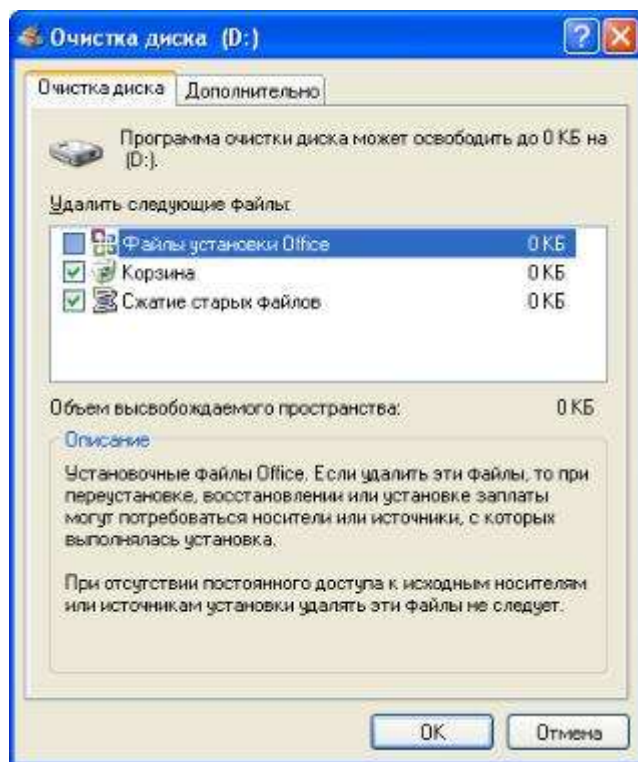 Очистка диска (D:)
Очистка диска Дополнительно
Программа очистки диска может освободить до 0 КБ на
(D:).
Удалить следующие файлы:
Файлы установки Office 0 КБ
Корзина 0 КБ
Сжатие старых файлов 0 КБ
Объем высвобождаемого пространства: 0 КБ
Описание
Установочные файлы Office. Если удалить эти файлы, то при
переустановке, восстановлении или установке заплаты
могут потребоваться носители или источники, с которых
выполнялась установка.
При отсутствии постоянного доступа к исходным носителям
или источникам установки удалять эти файлы не следует.
OK Отмена